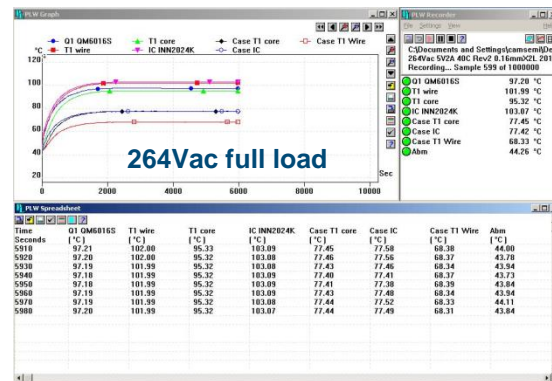 PLW Graph
Q1 QM6016S T1 core Case T1 core Case T1 Wire
T1 wire IC INN2024K Case IC
°C
120
100
80
60
40
20
0 2000 4000 6000 8000 10000
Sec
264Vac full load
PLW Recorder
File Settings View
C:\Documents and Settings\camsemi\De
264Vac 5V2A 40C Rev2 0.16mmX2L 201
Recording... Sample 599 of 1000000
Q1 QM6016S 97.20 °C
T1 wire 101.99 °C
T1 core 95.32 °C
IC INN2024K 103.07 °C
Case T1 core 77.45 °C
Case IC 77.42 °C
Case T1 Wire 68.33 °C
Abm 44.26 °C
PLW Spreadsheet
Time Q1 QM6016S T1 wire T1 core IC INN2024K Case T1 core Case IC Case T1 Wire Abm
Seconds (°C) (°C) (°C) (°C) (°C) (°C) (°C) (°C)
5910 97.21 102.00 95.33 103.09 77.45 77.58 68.38 44.00
5920 97.20 102.00 95.32 103.08 77.46 77.56 68.37 43.78
5930 97.19 101.99 95.32 103.09 77.43 77.46 68.34 43.94
5940 97.18 101.99 95.32 103.09 77.40 77.41 68.37 43.73
5950 97.18 101.99 95.32 103.09 77.41 77.38 68.39 43.84
5960 97.19 101.99 95.32 103.09 77.43 77.48 68.34 43.94
5970 97.19 101.99 95.32 103.08 77.44 77.52 68.33 44.11
5980 97.20 101.99 95.32 103.07 77.44 77.49 68.31 43.84